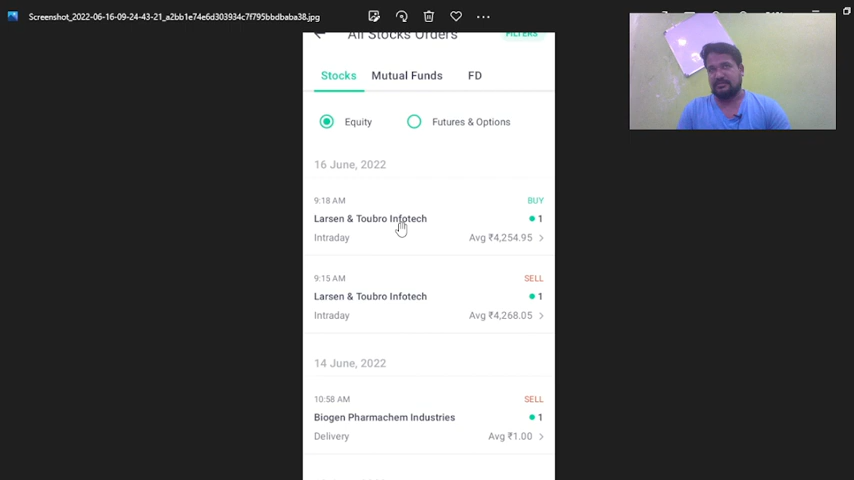 Screenshot_2022-06-16-09-24-43-21_a2bb1e74e6d303934c7f795bbdbaba38.jpg
All Stocks Orders
FILTERS
Stocks Mutual Funds FD
Equity Futures & Options
16 June, 2022
9:18 AM BUY
Larsen & Toubro Infotech 1
Intraday Avg ₹4,254.95
9:15 AM SELL
Larsen & Toubro Infotech 1
Intraday Avg ₹4,268.05
14 June, 2022
10:58 AM SELL
Biogen Pharmachem Industries 1
Delivery Avg ₹1.00